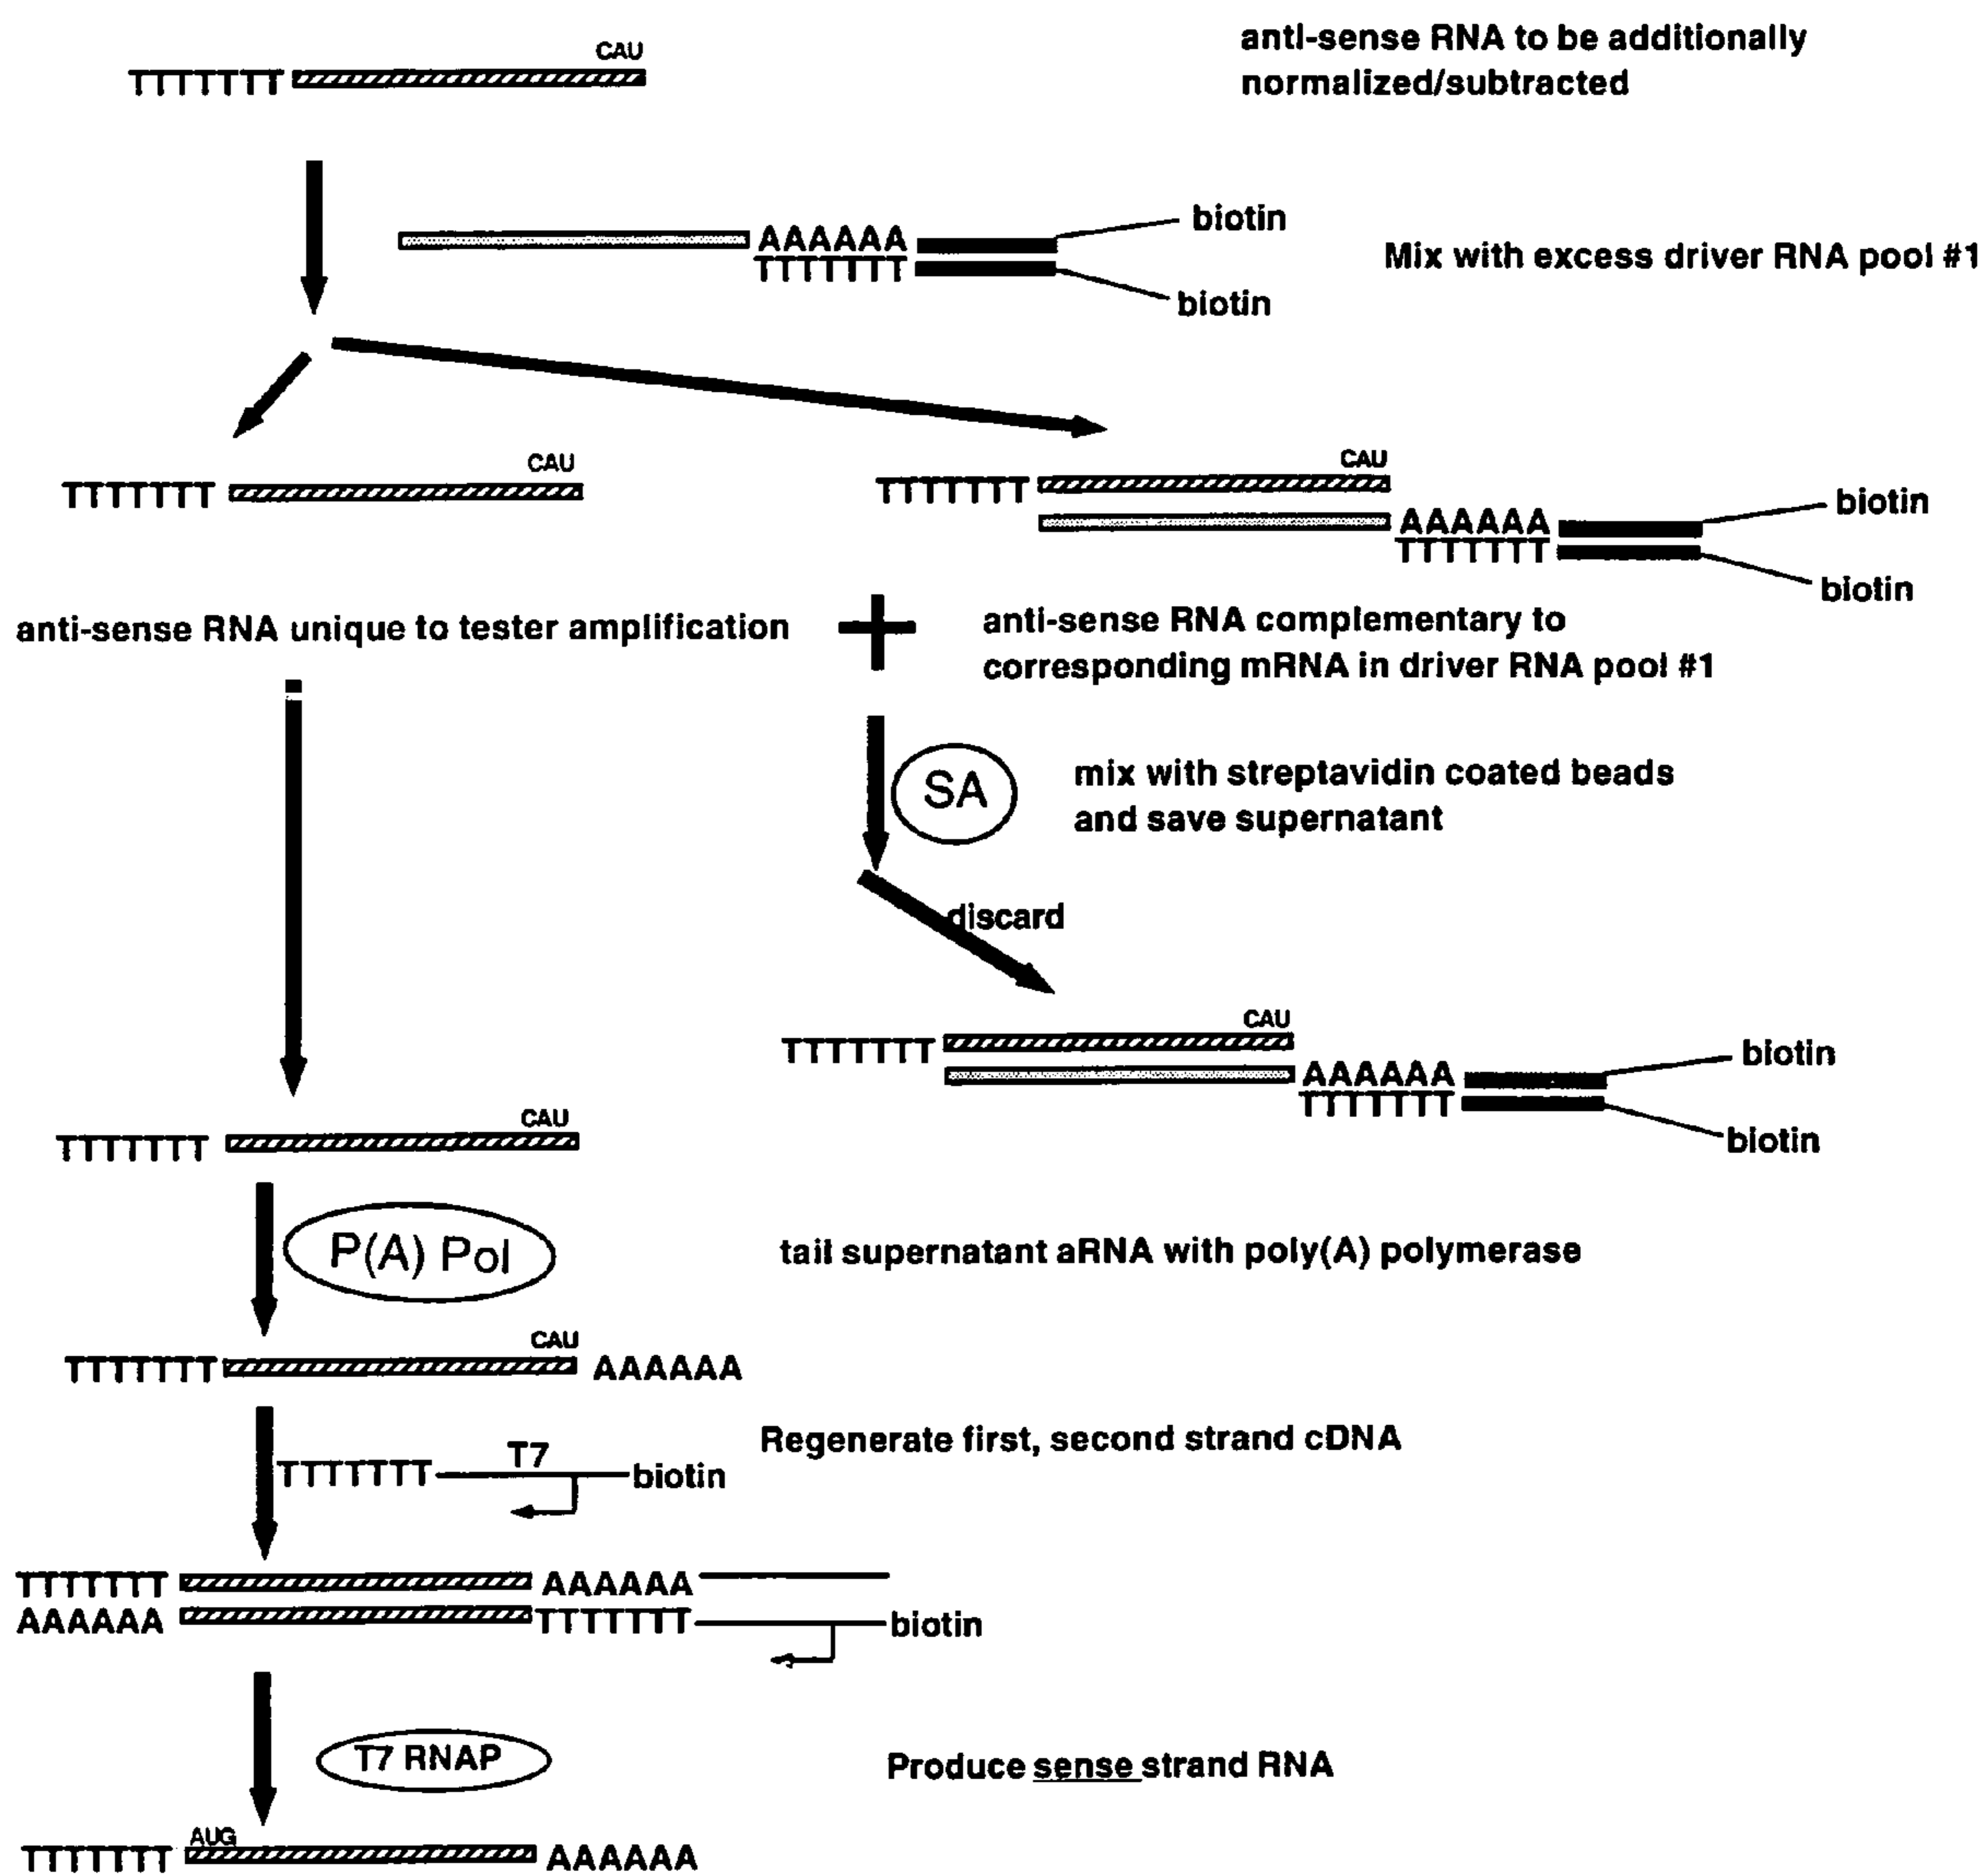 CAU
TTTTTTT
anti-sense RNA to be additionally
normalized/subtracted
AAAAAA
TTTTTTT
biotin
biotin
Mix with excess driver RNA pool #1
CAU
TTTTTTT
CAU
TTTTTTT
AAAAAA
TTTTTTT
biotin
biotin
anti-sense RNA unique to tester amplification
+
anti-sense RNA complementary to
corresponding mRNA in driver RNA pool #1
SA
mix with streptavidin coated beads
and save supernatant
discard
CAU
TTTTTTT
AAAAAA
TTTTTTT
biotin
biotin
CAU
TTTTTTT
P(A) Pol
tail supernatant aRNA with poly(A) polymerase
CAU
TTTTTTT AAAAAA
Regenerate first, second strand cDNA
TTTTTTT T7 biotin
TTTTTTT AAAAAA
AAAAAA TTTTTTT biotin
T7 RNAP
Produce sense strand RNA
AUG
TTTTTTT AAAAAA